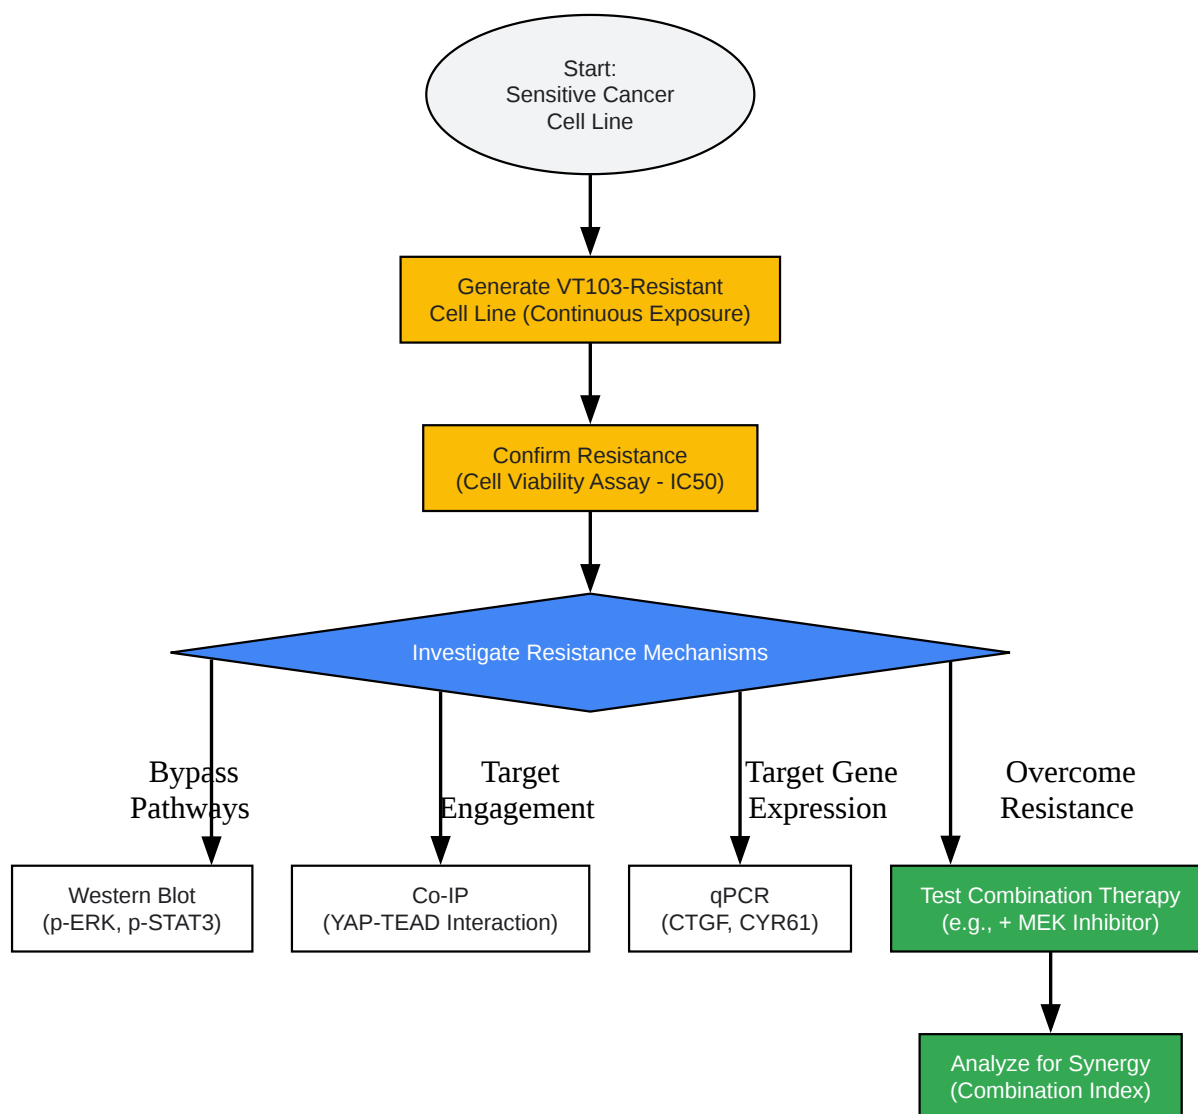 Start:
Sensitive Cancer
Cell Line
Generate VT103-Resistant
Cell Line (Continuous Exposure)
Confirm Resistance
(Cell Viability Assay - IC50)
Investigate Resistance Mechanisms
Bypass
Pathways
Target
Engagement
Target Gene
Expression
Overcome
Resistance
Western Blot
(p-ERK, p-STAT3)
Co-IP
(YAP-TEAD Interaction)
qPCR
(CTGF, CYR61)
Test Combination Therapy
(e.g., + MEK Inhibitor)
Analyze for Synergy
(Combination Index)